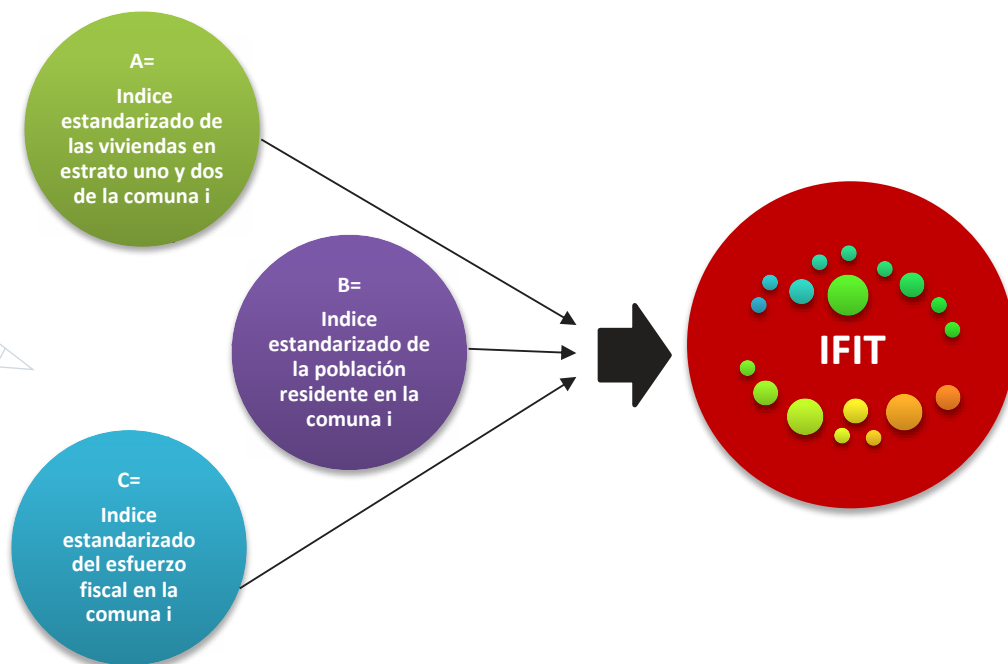 A=
Indice
estandarizado de
las viviendas en
estrato uno y dos
de la comuna i
B=
Indice
estandarizado de
la población
residente en la
comuna i
C=
Indice
estandarizado
del esfuerzo
fiscal en la
comuna i
IFIT